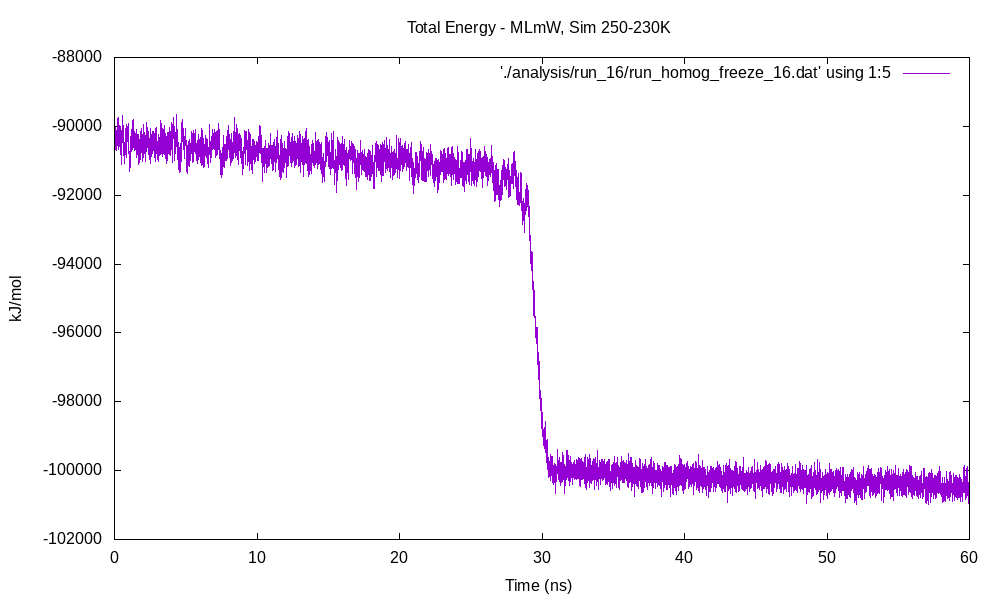 Total Energy - MLmW, Sim 250-230K
'./analysis/run_16/run_homog_freeze_16.dat' using 1:5
-88000
-90000
-92000
-94000
-96000
-98000
-100000
-102000
kJ/mol
0 10 20 30 40 50 60
Time (ns)